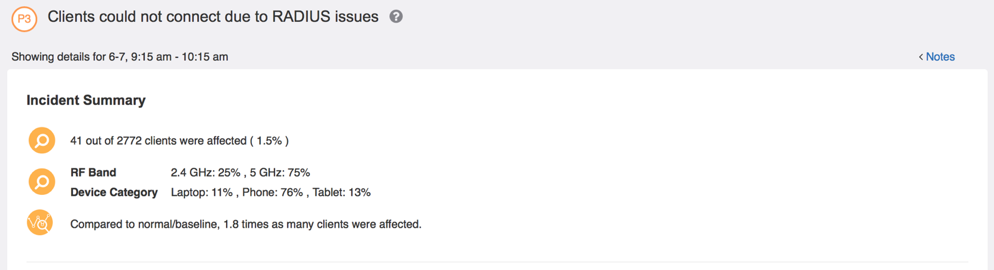 P3 Clients could not connect due to RADIUS issues ?
Showing details for 6-7, 9:15 am - 10:15 am < Notes
Incident Summary
41 out of 2772 clients were affected ( 1.5% )
RF Band 2.4 GHz: 25% , 5 GHz: 75%
Device Category Laptop: 11% , Phone: 76% , Tablet: 13%
Compared to normal/baseline, 1.8 times as many clients were affected.